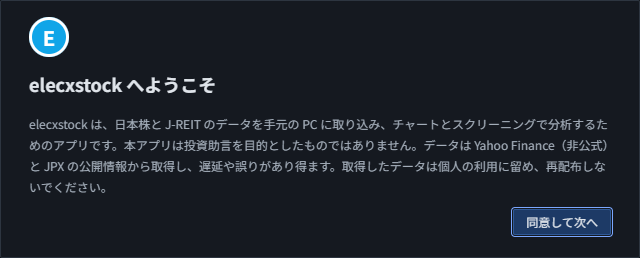 E
elecxstock へようこそ
elecxstock は、日本株と J-REIT のデータを手元の PC に取り込み、チャートとスクリーニングで分析するた
めのアプリです。本アプリは投資助言を目的としたものではありません。データは Yahoo Finance（非公式）
と JPX の公開情報から取得し、遅延や誤りがあり得ます。取得したデータは個人の利用に留め、再配布しな
いでください。
同意して次へ